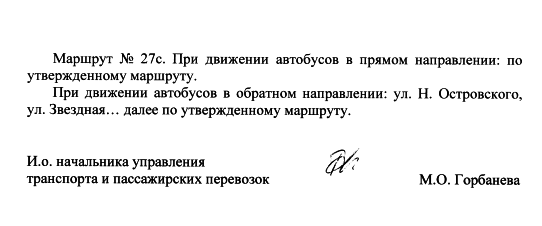 Маршрут № 27с. При движении автобусов в прямом направлении: по
утвержденному маршруту.
При движении автобусов в обратном направлении: ул. Н. Островского,
ул. Звездная… далее по утвержденному маршруту.
И.о. начальника управления
транспорта и пассажирских перевозок М.О. Горбанева